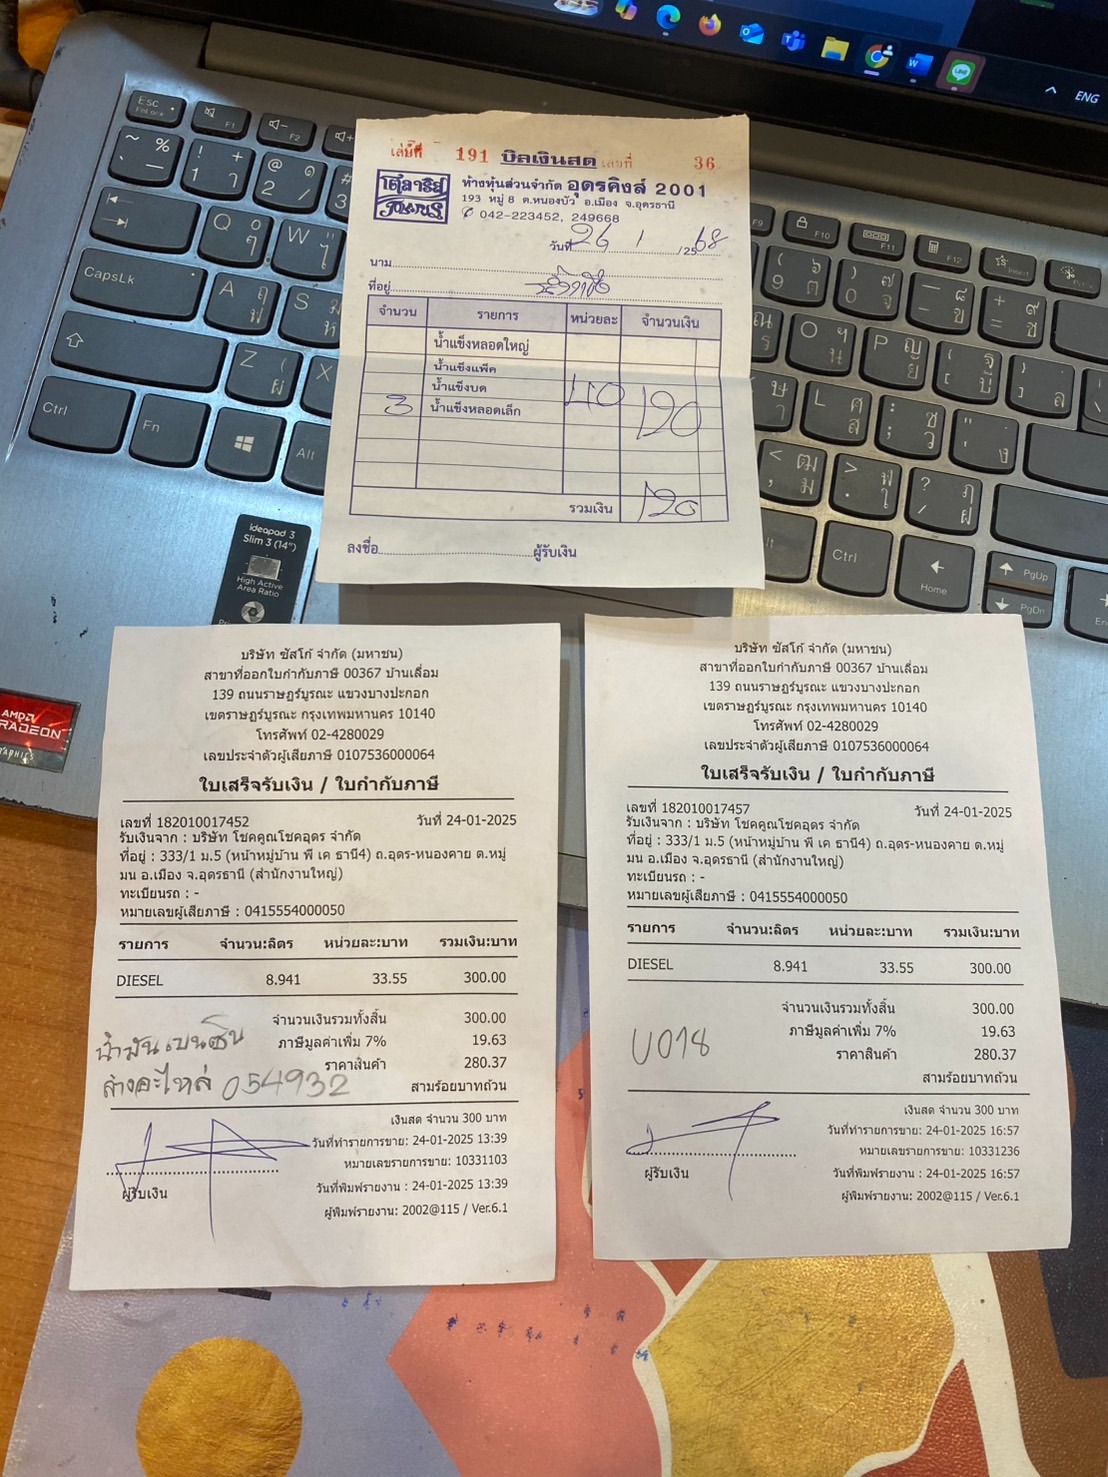 ENG
Esc
FnLock
F1
F2
CapsLk
Ctrl
Fn
Alt
F9
F10
F11
F12
Insert
Ctrl
Home
PgUp
PgDn
ideapad 3
Slim 3 (14")
High Active
Area Ratio
AMD
RADEON
GRAPHICS
เล่มที่ 191 บิลเงินสด เลขที่ 36
โพลาริส
POLARIS
ห้างหุ้นส่วนจำกัด อุดรคิงส์ 2001
193 หมู่ 8 ต.หนองบัว อ.เมือง จ.อุดรธานี
042-223452, 249668
วันที่ 26 / 1 / 2568
นาม
ที่อยู่
จำนวน รายการ หน่วยละ จำนวนเงิน
น้ำแข็งหลอดใหญ่
น้ำแข็งแพ็ค
น้ำแข็งบด
3 น้ำแข็งหลอดเล็ก 40 120
รวมเงิน 120
ลงชื่อ ผู้รับเงิน
บริษัท ซัสโก้ จำกัด (มหาชน)
สาขาที่ออกใบกำกับภาษี 00367 บ้านเลื่อม
139 ถนนราษฎร์บูรณะ แขวงบางปะกอก
เขตราษฎร์บูรณะ กรุงเทพมหานคร 10140
โทรศัพท์ 02-4280029
เลขประจำตัวผู้เสียภาษี 0107536000064
ใบเสร็จรับเงิน / ใบกำกับภาษี
เลขที่ 182010017452 วันที่ 24-01-2025
รับเงินจาก : บริษัท โชคคูณโชคอุดร จำกัด
ที่อยู่ : 333/1 ม.5 (หน้าหมู่บ้าน พี เค ธานี4) ถ.อุดร-หนองคาย ต.หมู่
มน อ.เมือง จ.อุดรธานี (สำนักงานใหญ่)
ทะเบียนรถ : -
หมายเลขผู้เสียภาษี : 0415554000050
รายการ จำนวน:ลิตร หน่วยละ:บาท รวมเงิน:บาท
DIESEL 8.941 33.55 300.00
จำนวนเงินรวมทั้งสิ้น 300.00
ภาษีมูลค่าเพิ่ม 7% 19.63
ราคาสินค้า 280.37
สามร้อยบาทถ้วน
น้ำมันเบนซิน
ล้างอะไหล่ 054932
เงินสด จำนวน 300 บาท
วันที่ทำรายการขาย: 24-01-2025 13:39
หมายเลขรายการขาย: 10331103
ผู้รับเงิน
วันที่พิมพ์รายงาน : 24-01-2025 13:39
ผู้พิมพ์รายงาน: 2002@115 / Ver.6.1
บริษัท ซัสโก้ จำกัด (มหาชน)
สาขาที่ออกใบกำกับภาษี 00367 บ้านเลื่อม
139 ถนนราษฎร์บูรณะ แขวงบางปะกอก
เขตราษฎร์บูรณะ กรุงเทพมหานคร 10140
โทรศัพท์ 02-4280029
เลขประจำตัวผู้เสียภาษี 0107536000064
ใบเสร็จรับเงิน / ใบกำกับภาษี
เลขที่ 182010017457 วันที่ 24-01-2025
รับเงินจาก : บริษัท โชคคูณโชคอุดร จำกัด
ที่อยู่ : 333/1 ม.5 (หน้าหมู่บ้าน พี เค ธานี4) ถ.อุดร-หนองคาย ต.หมู่
มน อ.เมือง จ.อุดรธานี (สำนักงานใหญ่)
ทะเบียนรถ : -
หมายเลขผู้เสียภาษี : 0415554000050
รายการ จำนวน:ลิตร หน่วยละ:บาท รวมเงิน:บาท
DIESEL 8.941 33.55 300.00
จำนวนเงินรวมทั้งสิ้น 300.00
ภาษีมูลค่าเพิ่ม 7% 19.63
ราคาสินค้า 280.37
สามร้อยบาทถ้วน
U018
เงินสด จำนวน 300 บาท
วันที่ทำรายการขาย: 24-01-2025 16:57
หมายเลขรายการขาย: 10331236
ผู้รับเงิน
วันที่พิมพ์รายงาน : 24-01-2025 16:57
ผู้พิมพ์รายงาน: 2002@115 / Ver.6.1